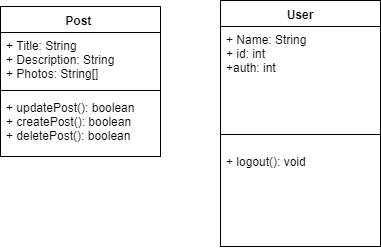 Post
+ Title: String
+ Description: String
+ Photos: String[]
+ updatePost(): boolean
+ createPost(): boolean
+ deletePost(): boolean
User
+ Name: String
+ id: int
+auth: int
+ logout(): void